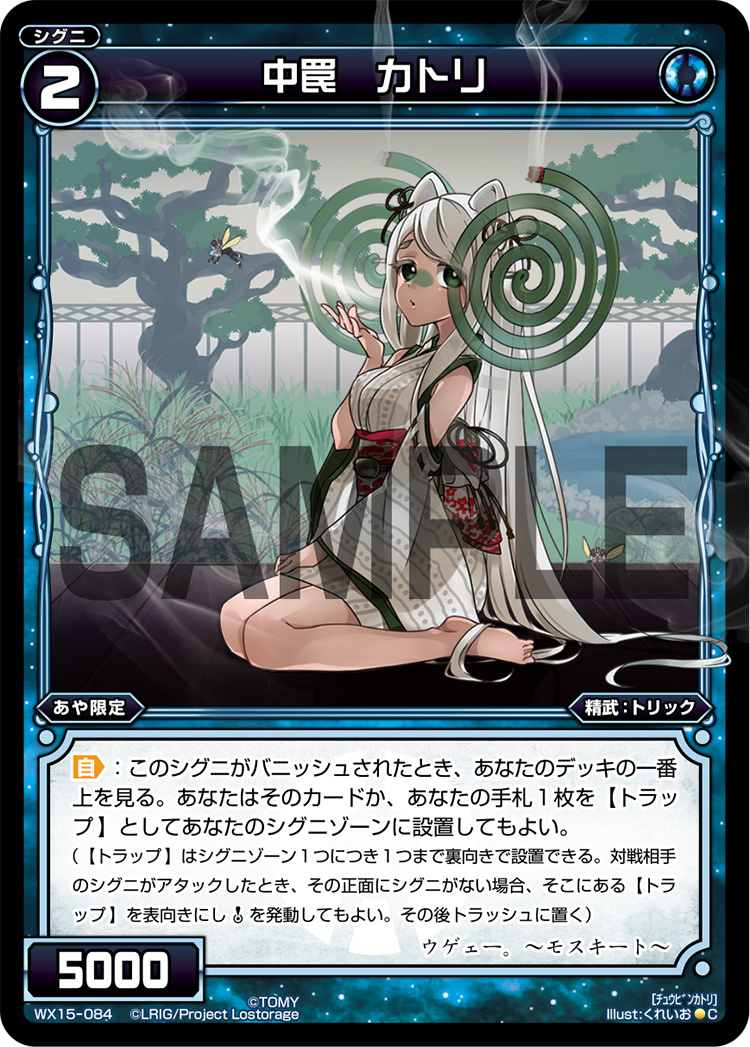 シグニ
2
中罠　カトリ
SAMPLE
あや限定
精武：トリック
自：このシグニがバニッシュされたとき、あなたのデッキの一番
上を見る。あなたはそのカードか、あなたの手札１枚を【トラッ
プ】としてあなたのシグニゾーンに設置してもよい。
（【トラップ】はシグニゾーン１つにつき１つまで裏向きで設置できる。対戦相手
のシグニがアタックしたとき、その正面にシグニがない場合、そこにある【トラ
ップ】を表向きにし を発動してもよい。その後トラッシュに置く）
ウゲェー。～モスキート～
5000
WX15-084 ©LRIG/Project Lostorage
©TOMY
[チュウビンカトリ]
Illust:くれいお C